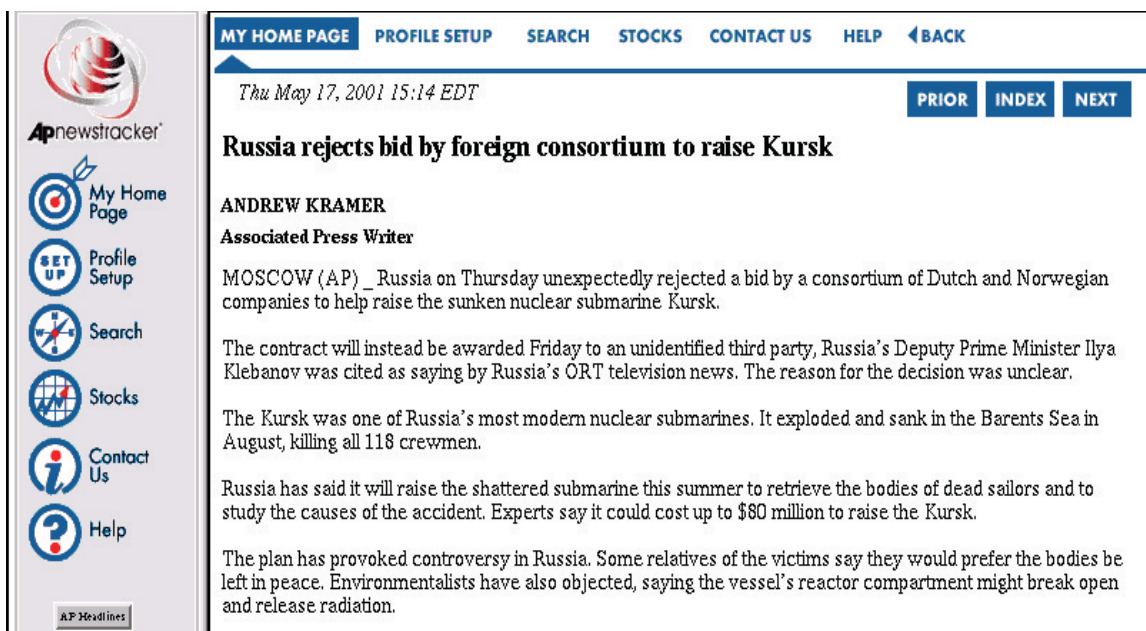 MY HOME PAGE PROFILE SETUP SEARCH STOCKS CONTACT US HELP BACK
Apnewstracker
My Home
Page
SET
UP
Profile
Setup
N
W E
S
Search
Stocks
i
Contact
Us
?
Help
AP Headlines
Thu May 17, 2001 15:14 EDT
PRIOR INDEX NEXT
Russia rejects bid by foreign consortium to raise Kursk
ANDREW KRAMER
Associated Press Writer
MOSCOW (AP) _ Russia on Thursday unexpectedly rejected a bid by a consortium of Dutch and Norwegian
companies to help raise the sunken nuclear submarine Kursk.
The contract will instead be awarded Friday to an unidentified third party, Russia's Deputy Prime Minister Ilya
Klebanov was cited as saying by Russia's ORT television news. The reason for the decision was unclear.
The Kursk was one of Russia's most modern nuclear submarines. It exploded and sank in the Barents Sea in
August, killing all 118 crewmen.
Russia has said it will raise the shattered submarine this summer to retrieve the bodies of dead sailors and to
study the causes of the accident. Experts say it could cost up to $80 million to raise the Kursk.
The plan has provoked controversy in Russia. Some relatives of the victims say they would prefer the bodies be
left in peace. Environmentalists have also objected, saying the vessel's reactor compartment might break open
and release radiation.